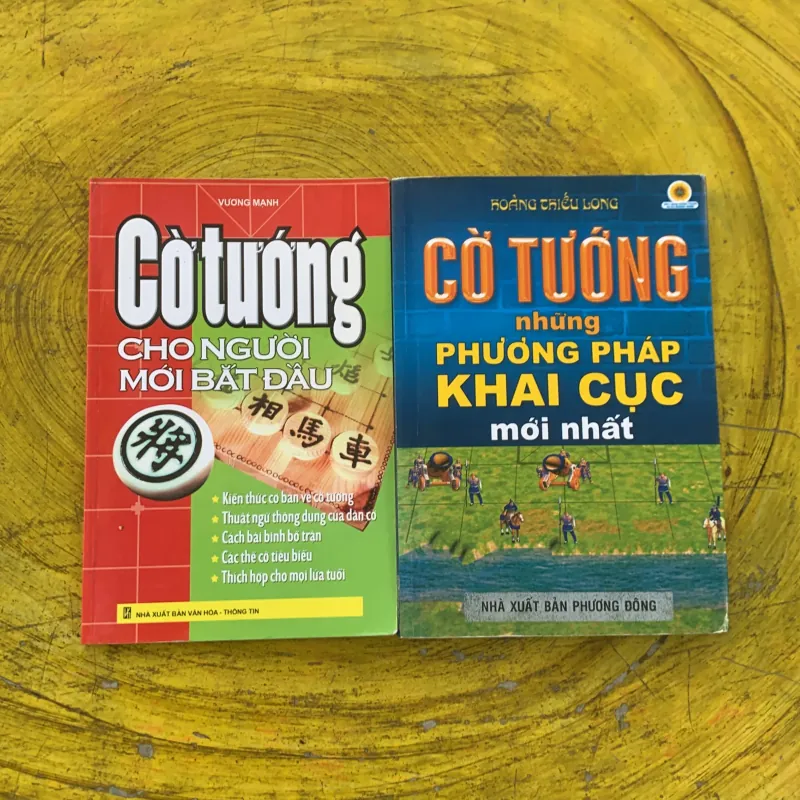 VƯƠNG MẠNH
Cờ tướng
CHO NGƯỜI
MỚI BẮT ĐẦU
將
相 馬 車
Kiến thức cơ bản về cờ tướng
Thuật ngữ thông dụng của dân cờ
Cách bài binh bố trận
Các thế cờ tiêu biểu
Thích hợp cho mọi lứa tuổi
NHÀ XUẤT BẢN VĂN HÓA - THÔNG TIN
HOÀNG THIẾU LONG
CỜ TƯỚNG
những
PHƯƠNG PHÁP
KHAI CỤC
mới nhất
NHÀ XUẤT BẢN PHƯƠNG ĐÔNG